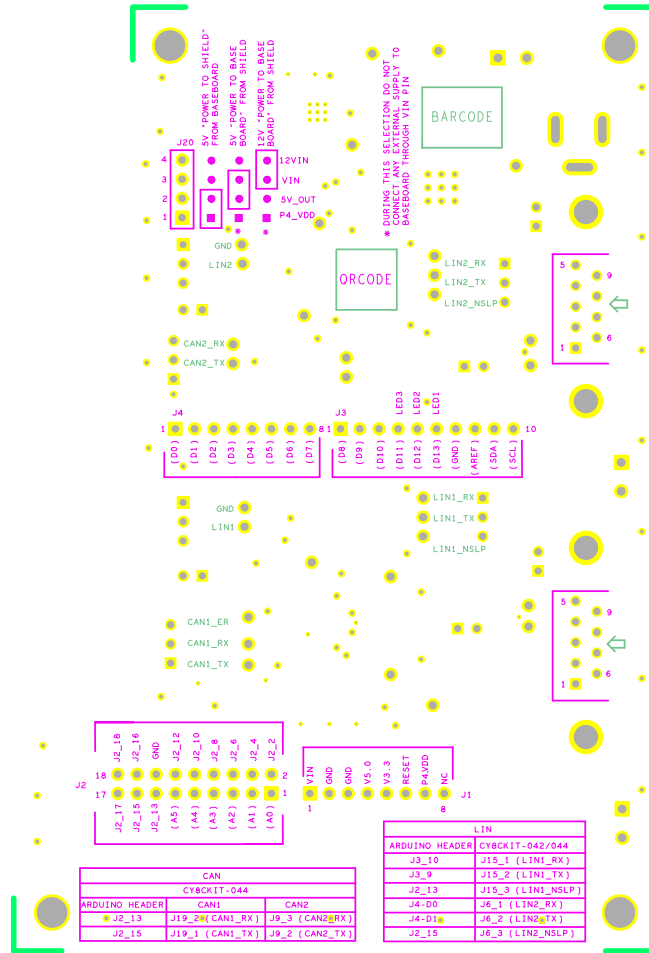 5V "POWER TO SHIELD"
FROM BASEBOARD
5V "POWER TO BASE
BOARD" FROM SHIELD
12V "POWER TO BASE
BOARD" FROM SHIELD
* DURING THIS SELECTION DO NOT
CONNECT ANY EXTERNAL SUPPLY TO
BASEBOARD THROUGH VIN PIN
BARCODE
J20
4 12VIN
3 VIN
2 5V_OUT
1 P4_VDD
* *
GND
LIN2
QRCODE
LIN2_RX
LIN2_TX
LIN2_NSLP
5
9
1
6
CAN2_RX
CAN2_TX
LED3
LED2
LED1
J4
J3
1 8 1 10
(D0) (D1) (D2) (D3) (D4) (D5) (D6) (D7) (D8) (D9) (D10) (D11) (D12) (D13) (GND) (AREF) (SDA) (SCL)
GND
LIN1
LIN1_RX
LIN1_TX
LIN1_NSLP
5
9
1
6
CAN1_ER
CAN1_RX
CAN1_TX
J2_18 J2_16 GND J2_12 J2_10 J2_8 J2_6 J2_4 J2_2
18 2
J2
17 1
J2_17 J2_15 J2_13 (A5) (A4) (A3) (A2) (A1) (A0)
VIN GND GND V5.0 V3.3 RESET P4.VDD NC
J1
1 8
LIN
ARDUINO HEADER CY8CKIT-042/044
J3_10 J15_1 (LIN1_RX)
J3_9 J15_2 (LIN1_TX)
J2_13 J15_3 (LIN1_NSLP)
J4-D0 J6_1 (LIN2_RX)
J4-D1 J6_2 (LIN2_TX)
J2_15 J6_3 (LIN2_NSLP)
CAN
CY8CKIT-044
ARDUINO HEADER CAN1 CAN2
J2_13 J19_2 (CAN1_RX) J9_3 (CAN2_RX)
J2_15 J19_1 (CAN1_TX) J9_2 (CAN2_TX)